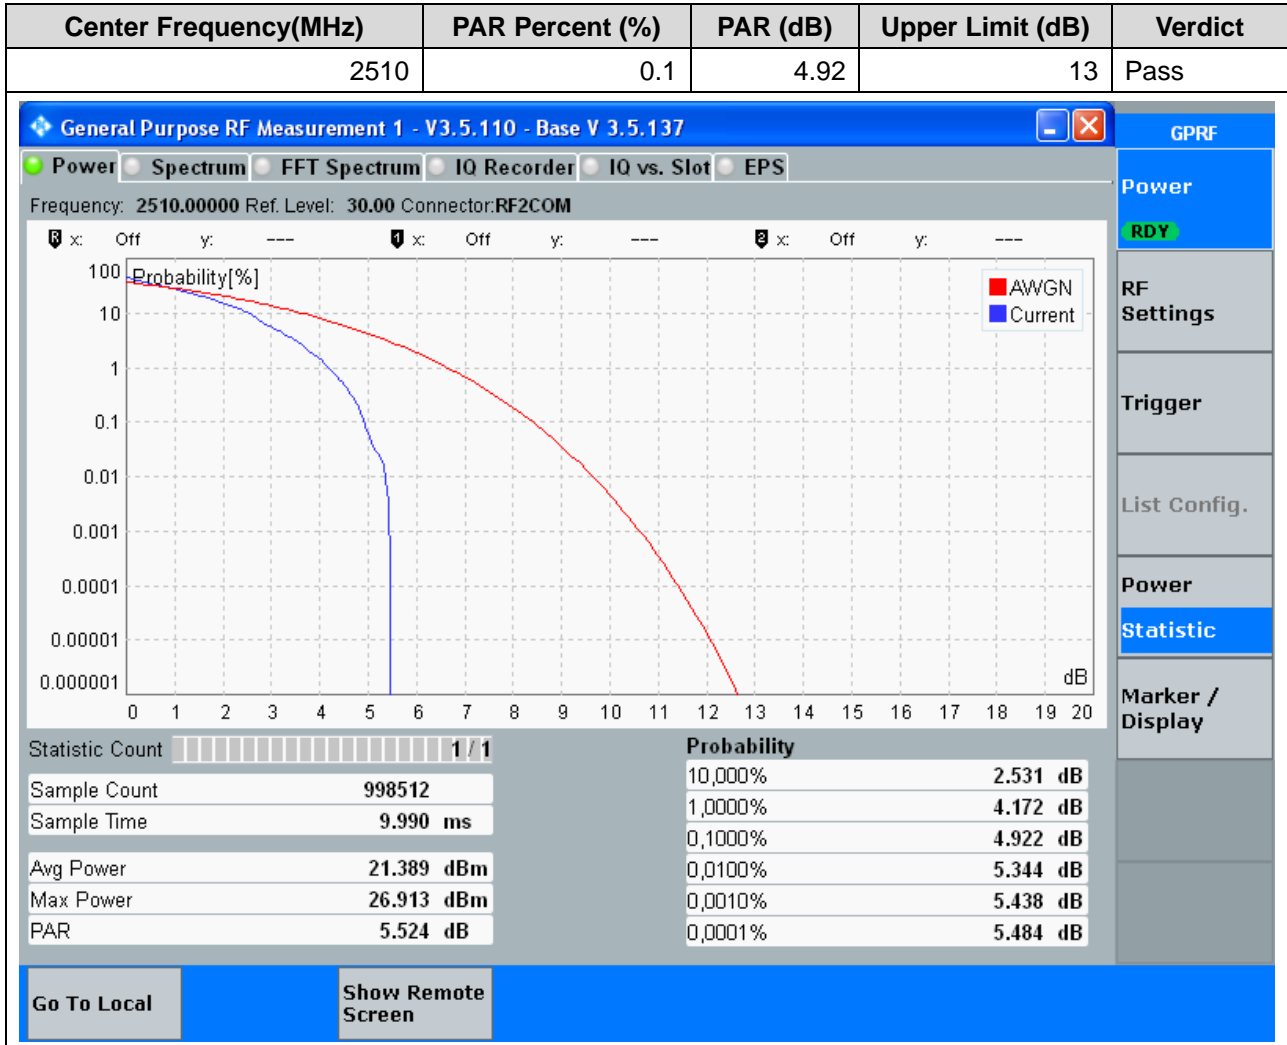 Center Frequency(MHz) PAR Percent (%) PAR (dB) Upper Limit (dB) Verdict
2510 0.1 4.92 13 Pass
General Purpose RF Measurement 1 - V3.5.110 - Base V 3.5.137
GPRF
Power Spectrum FFT Spectrum IQ Recorder IQ vs. Slot EPS
Power
RDY
Frequency: 2510.00000 Ref. Level: 30.00 Connector:RF2COM
R x: Off y: --- 1 x: Off y: --- 2 x: Off y: ---
Probability[%]
100
10
1
0.1
0.01
0.001
0.0001
0.00001
0.000001
AWGN
Current
dB
0 1 2 3 4 5 6 7 8 9 10 11 12 13 14 15 16 17 18 19 20
RF
Settings
Trigger
List Config.
Power
Statistic
Marker /
Display
Statistic Count 1 / 1
Sample Count 998512
Sample Time 9.990 ms
Avg Power 21.389 dBm
Max Power 26.913 dBm
PAR 5.524 dB
Probability
10,000% 2.531 dB
1,0000% 4.172 dB
0,1000% 4.922 dB
0,0100% 5.344 dB
0,0010% 5.438 dB
0,0001% 5.484 dB
Go To Local
Show Remote
Screen